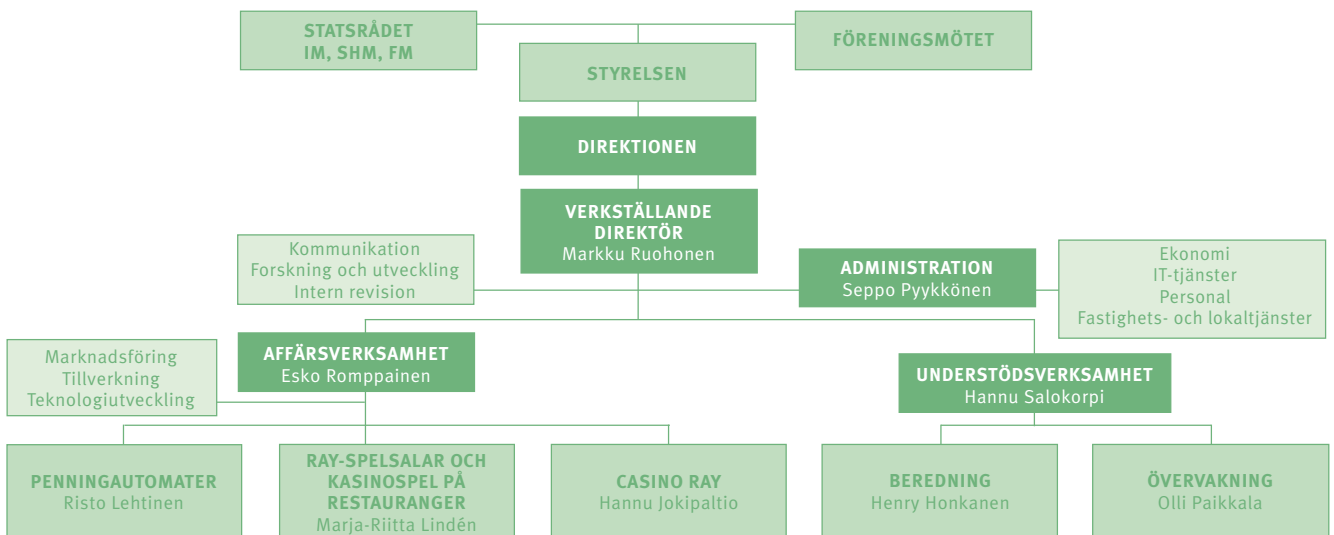 STATSRÅDET
IM, SHM, FM
FÖRENINGSMÖTET
STYRELSEN
DIREKTIONEN
VERKSTÄLLANDE
DIREKTÖR
Markku Ruohonen
Kommunikation
Forskning och utveckling
Intern revision
ADMINISTRATION
Seppo Pyykkönen
Ekonomi
IT-tjänster
Personal
Fastighets- och lokaltjänster
AFFÄRSVERKSAMHET
Esko Romppainen
Marknadsföring
Tillverkning
Teknologiutveckling
UNDERSTÖDSVERKSAMHET
Hannu Salokorpi
PENNINGAUTOMATER
Risto Lehtinen
RAY-SPELSALAR OCH
KASINOSPEL PÅ
RESTAURANGER
Marja-Riitta Lindén
CASINO RAY
Hannu Jokipaltio
BEREDNING
Henry Honkanen
ÖVERVAKNING
Olli Paikkala